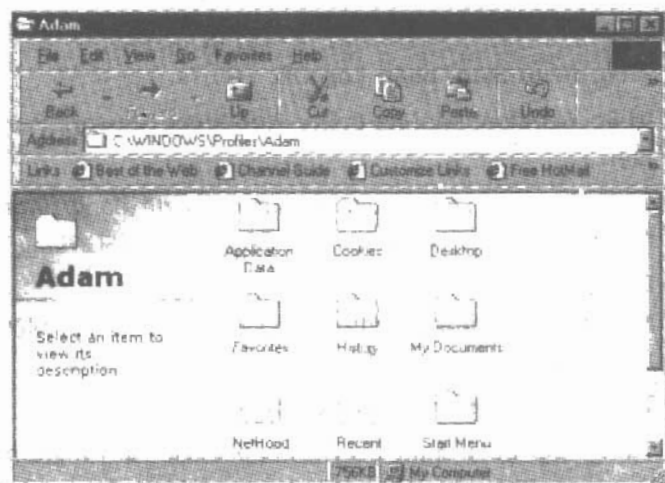 Adam
File Edit View Go Favorites Help
Back Up Cut Copy Paste Undo
Address C:\WINDOWS\Profiles\Adam
Links Best of the Web Channel Guide Customize Links Free HotMail
Adam
Select an item to
view its
description
Application
Data
Cookies Desktop
Favorites History My Documents
NetHood Recent Start Menu
756KB My Computer